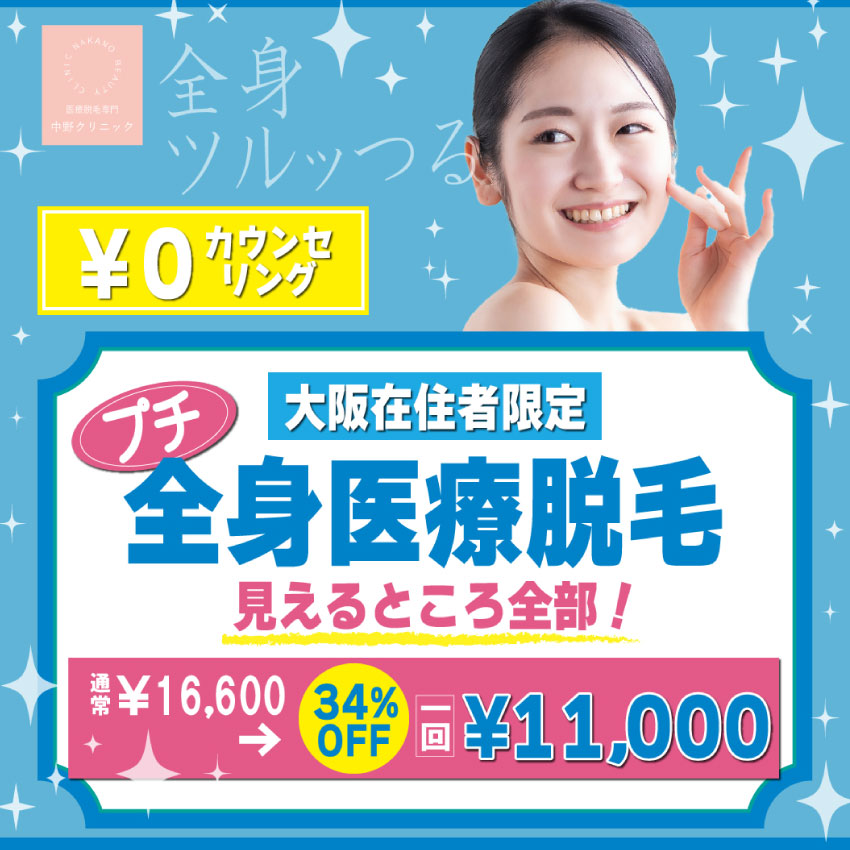 NAKANO BEAUTY CLINIC
医療脱毛専門
中野クリニック
全身
ツルッつる
¥0 カウンセ
リング
大阪在住者限定
プチ
全身医療脱毛
見えるところ全部！
通常 ¥16,600
→
34%
OFF
一回 ¥11,000